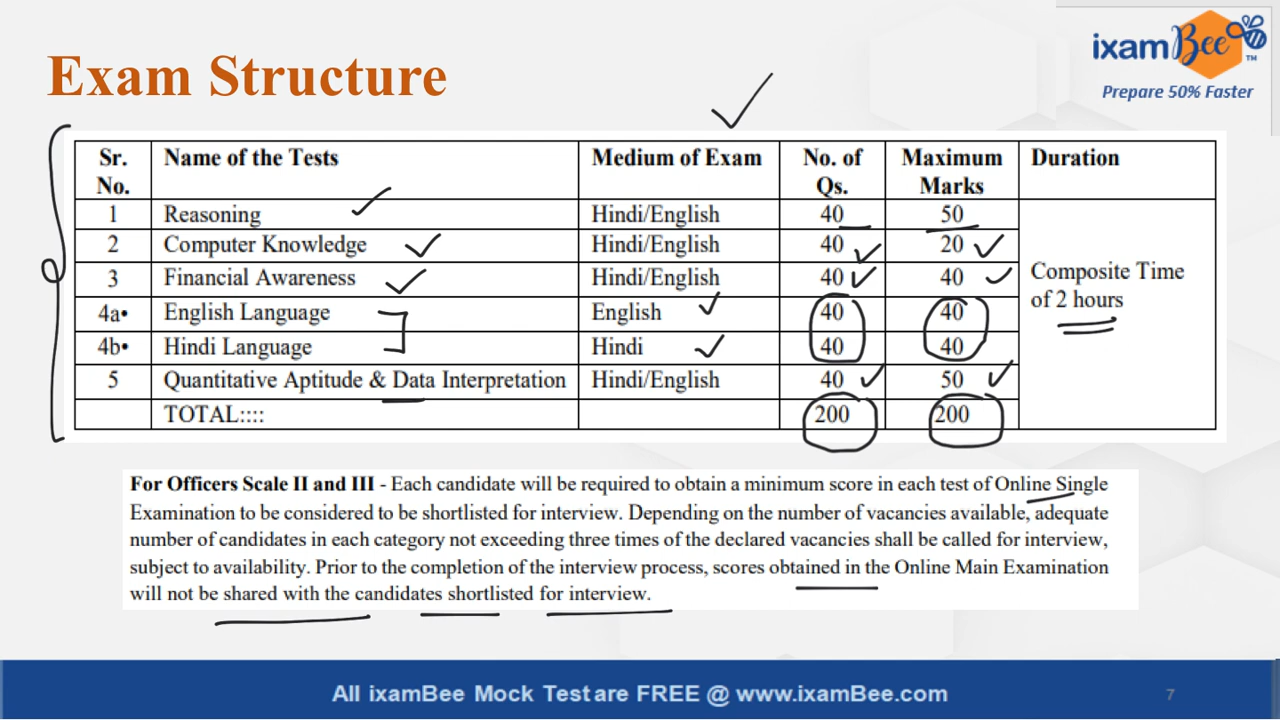 ixamBee TM
Prepare 50% Faster
Exam Structure
Sr. No. Name of the Tests Medium of Exam No. of Qs. Maximum Marks Duration
1 Reasoning Hindi/English 40 50
2 Computer Knowledge Hindi/English 40 20
3 Financial Awareness Hindi/English 40 40
Composite Time of 2 hours
4a• English Language English 40 40
4b• Hindi Language Hindi 40 40
5 Quantitative Aptitude & Data Interpretation Hindi/English 40 50
TOTAL:::: 200 200
For Officers Scale II and III - Each candidate will be required to obtain a minimum score in each test of Online Single
Examination to be considered to be shortlisted for interview. Depending on the number of vacancies available, adequate
number of candidates in each category not exceeding three times of the declared vacancies shall be called for interview,
subject to availability. Prior to the completion of the interview process, scores obtained in the Online Main Examination
will not be shared with the candidates shortlisted for interview.
All ixamBee Mock Test are FREE @ www.ixamBee.com
7